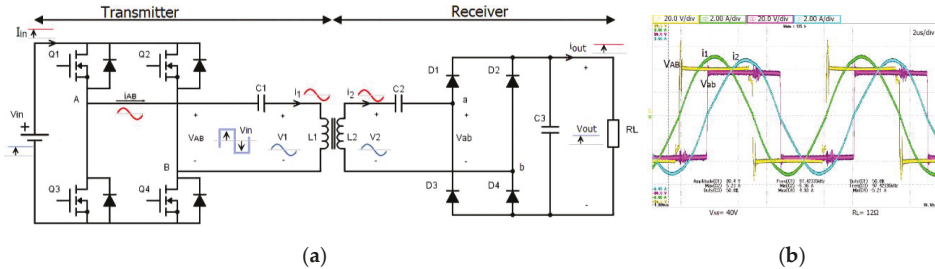 Transmitter
Receiver
Iin
Q1
Q2
A
iAB
C1
i1
i2
C2
D1
D2
iout
Vin
VAB
Vin
V1
L1
L2
V2
a
Vab
b
C3
Vout
RL
B
Q3
Q4
D3
D4
(a)
20.0 V/div
2.00 A/div
20.0 V/div
2.00 A/div
2us/div
i1
i2
VAB
Vab
VAB= 40V
RL= 12Ω
(b)